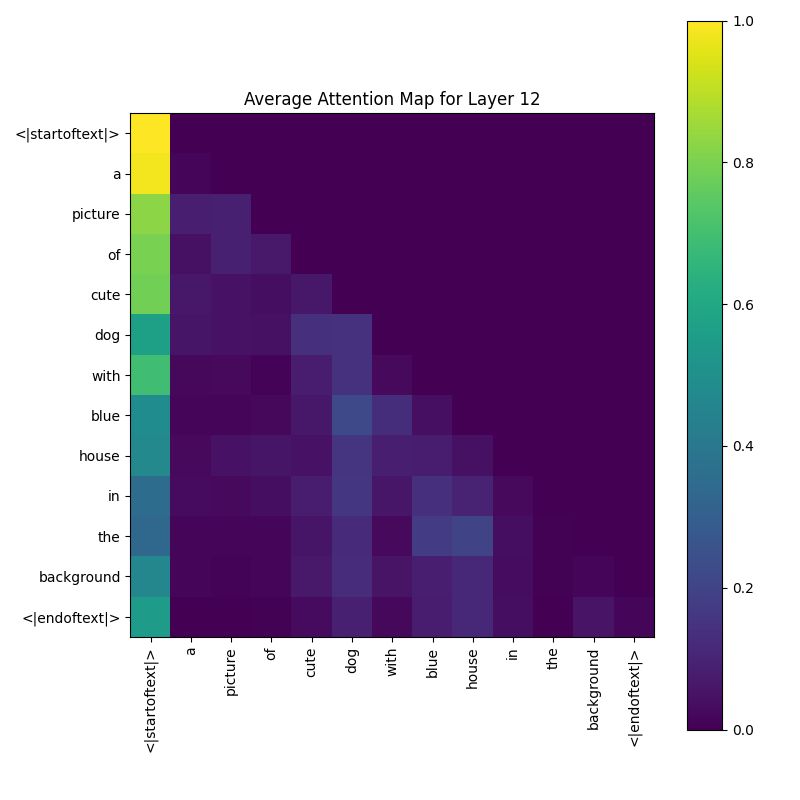 Average Attention Map for Layer 12
<|startoftext|>
a
picture
of
cute
dog
with
blue
house
in
the
background
<|endoftext|>
<|startoftext|>
a
picture
of
cute
dog
with
blue
house
in
the
background
<|endoftext|>
1.0
0.8
0.6
0.4
0.2
0.0